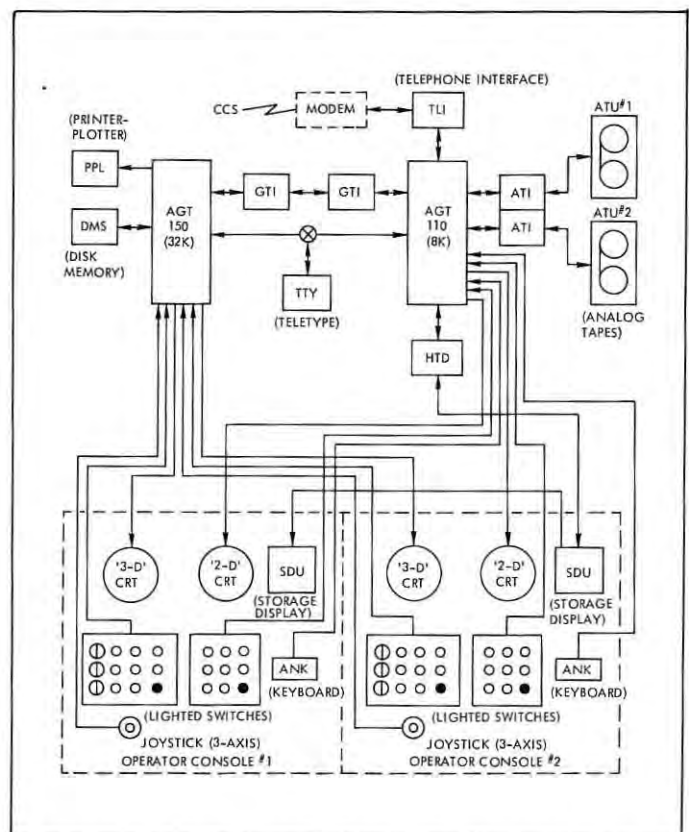 (TELEPHONE INTERFACE)
CCS
MODEM
TLI
ATU#1
(PRINTER-
PLOTTER)
PPL
AGT
150
(32K)
GTI
GTI
AGT
110
(8K)
ATI
ATI
ATU#2
DMS
(DISK
MEMORY)
TTY
(TELETYPE)
(ANALOG
TAPES)
HTD
'3-D'
CRT
'2-D'
CRT
SDU
(STORAGE
DISPLAY)
ANK
(KEYBOARD)
(LIGHTED SWITCHES)
JOYSTICK (3-AXIS)
OPERATOR CONSOLE #1
'3-D'
CRT
'2-D'
CRT
SDU
(STORAGE
DISPLAY)
ANK
(KEYBOARD)
(LIGHTED SWITCHES)
JOYSTICK (3-AXIS)
OPERATOR CONSOLE #2